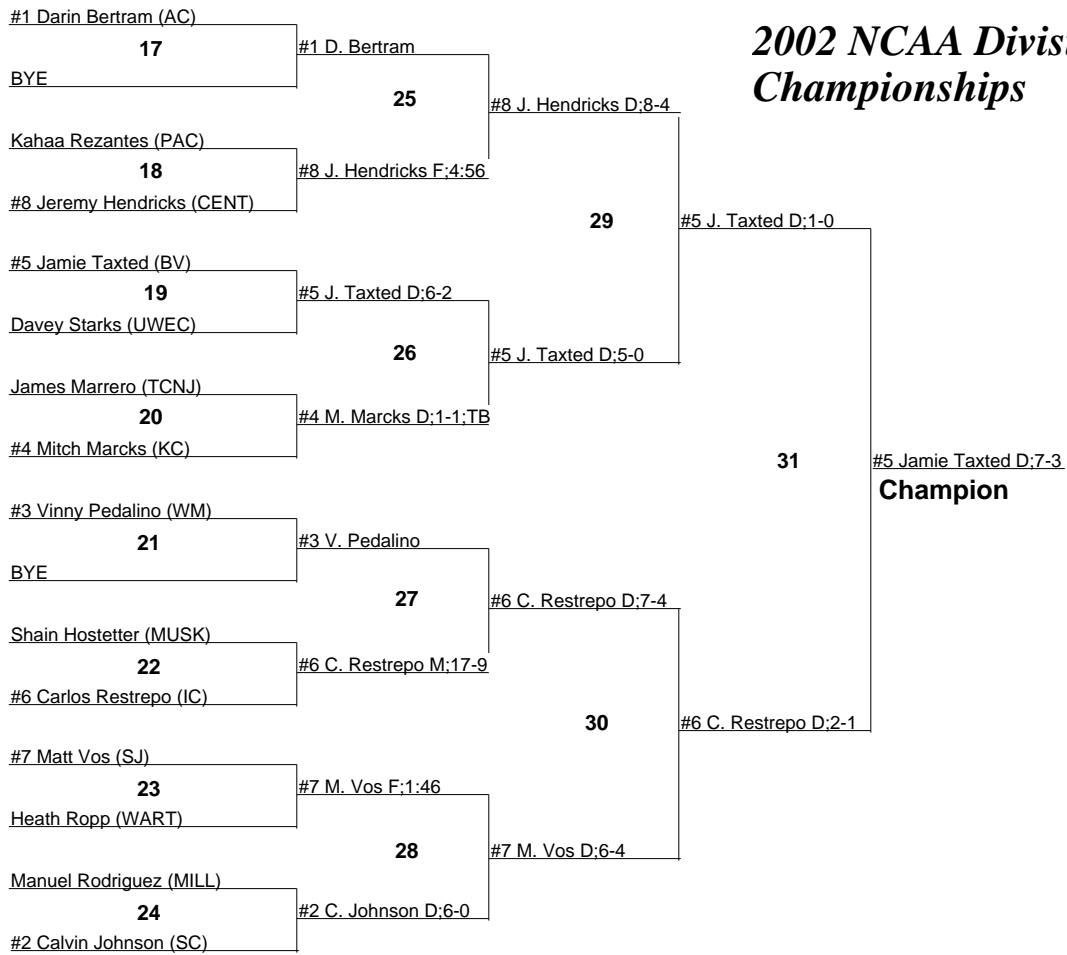 #1 Darin Bertram (AC)
17
BYE
#1 D. Bertram
25
Kahaa Rezantes (PAC)
18
#8 Jeremy Hendricks (CENT)
#8 J. Hendricks F;4:56
#8 J. Hendricks D;8-4
29
#5 Jamie Taxted (BV)
19
Davey Starks (UWEC)
#5 J. Taxted D;6-2
26
James Marrero (TCNJ)
20
#4 Mitch Marcks (KC)
#4 M. Marcks D;1-1;TB
#5 J. Taxted D;5-0
#5 J. Taxted D;1-0
31
#3 Vinny Pedalino (WM)
21
BYE
#3 V. Pedalino
27
Shain Hostetter (MUSK)
22
#6 Carlos Restrepo (IC)
#6 C. Restrepo M;17-9
#6 C. Restrepo D;7-4
30
#7 Matt Vos (SJ)
23
Heath Ropp (WART)
#7 M. Vos F;1:46
28
Manuel Rodriguez (MILL)
24
#2 Calvin Johnson (SC)
#2 C. Johnson D;6-0
#7 M. Vos D;6-4
#6 C. Restrepo D;2-1
#5 Jamie Taxted D;7-3
Champion
2002 NCAA Divis
Championships